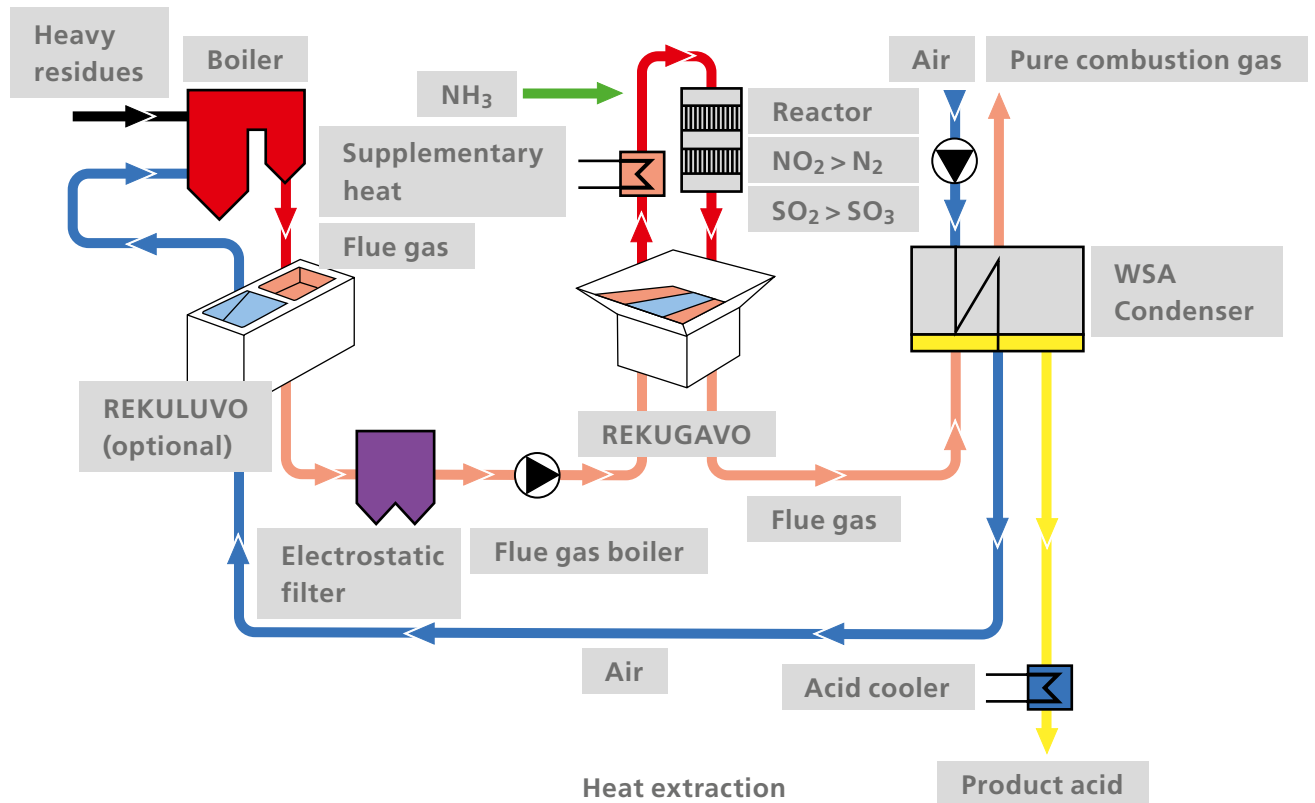 Heavy
residues
Boiler
NH₃
Supplementary
heat
Flue gas
Reactor
NO₂ > N₂
SO₂ > SO₃
Air
Pure combustion gas
WSA
Condenser
REKULUVO
(optional)
REKUGAVO
Flue gas
Electrostatic
filter
Flue gas boiler
Air
Acid cooler
Heat extraction
Product acid